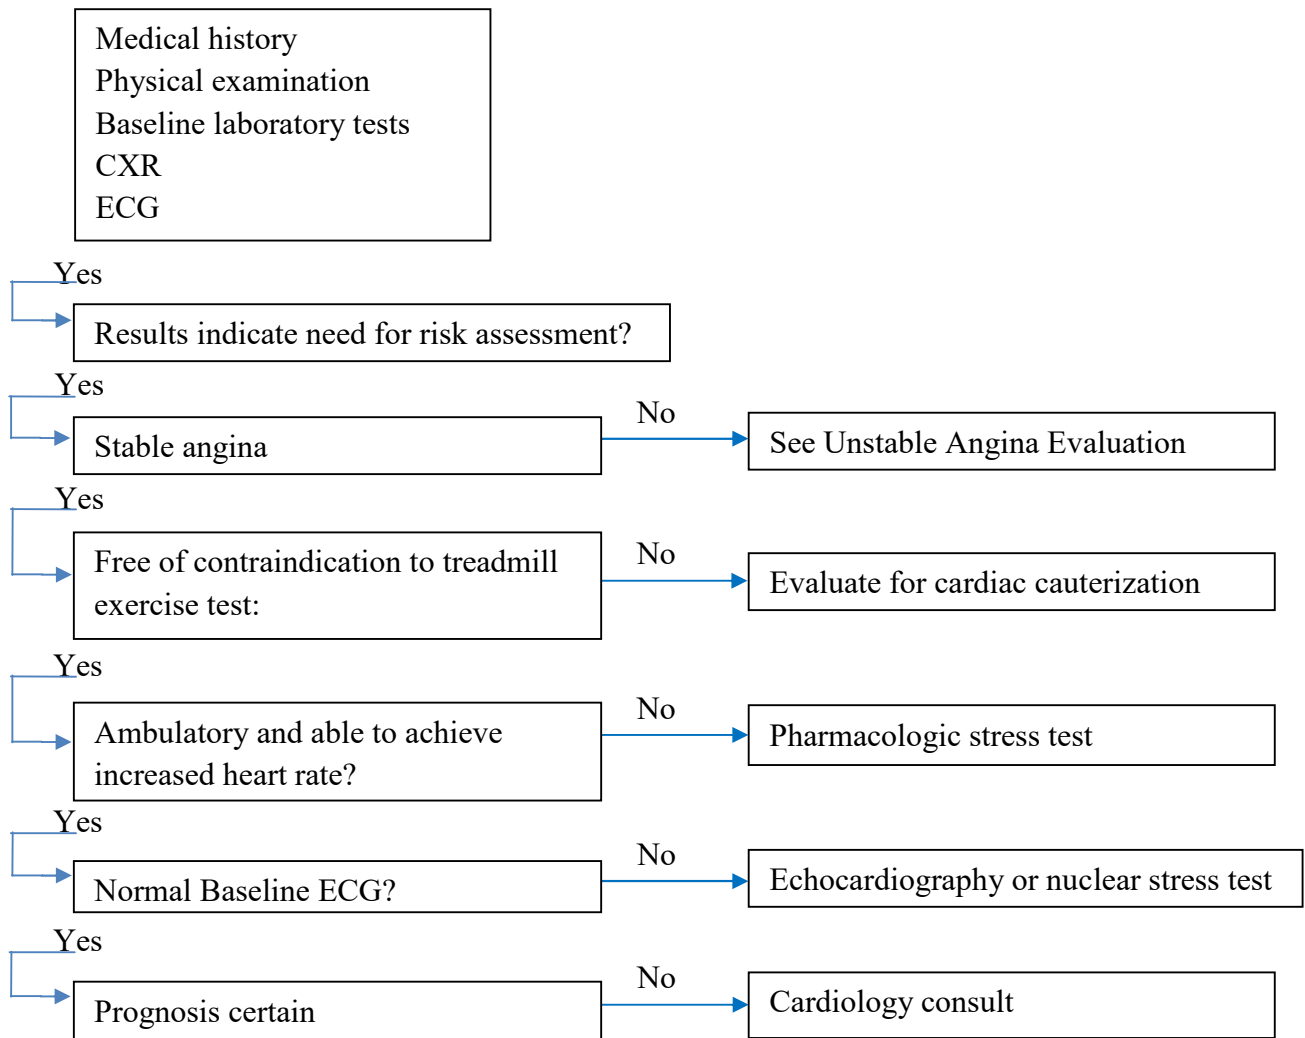 Medical history
Physical examination
Baseline laboratory tests
CXR
ECG
Yes
Results indicate need for risk assessment?
Yes
Stable angina
No
See Unstable Angina Evaluation
Yes
Free of contraindication to treadmill
exercise test:
No
Evaluate for cardiac cauterization
Yes
Ambulatory and able to achieve
increased heart rate?
No
Pharmacologic stress test
Yes
Normal Baseline ECG?
No
Echocardiography or nuclear stress test
Yes
Prognosis certain
No
Cardiology consult